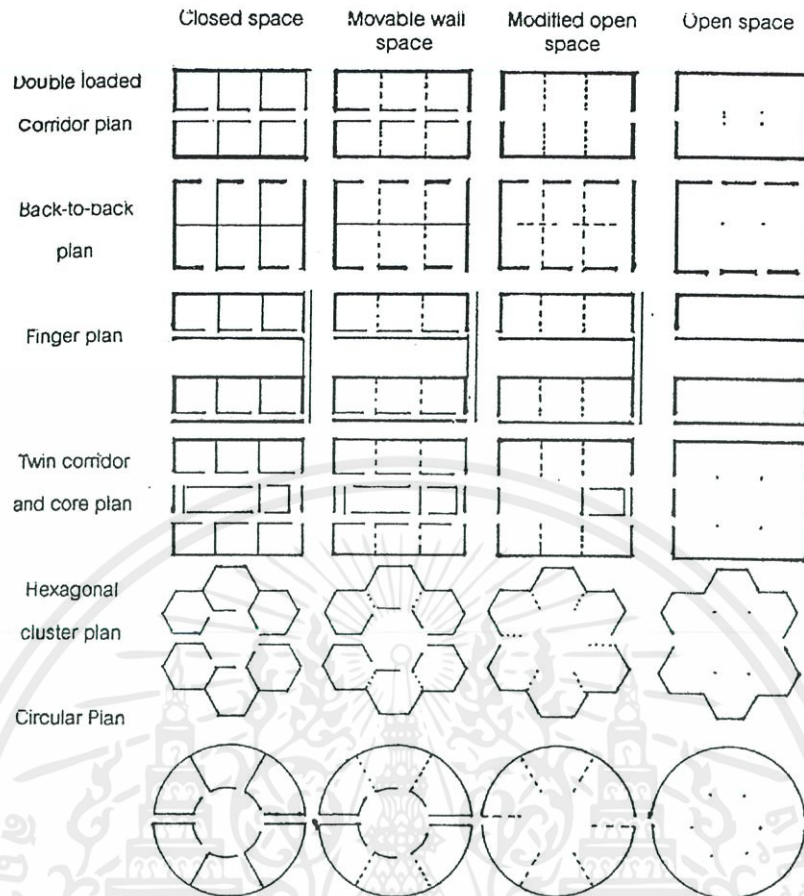 Closed space
Movable wall
space
Modified open
space
Open space
Double loaded
Corridor plan
Back-to-back
plan
Finger plan
Twin corridor
and core plan
Hexagonal
cluster plan
Circular Plan